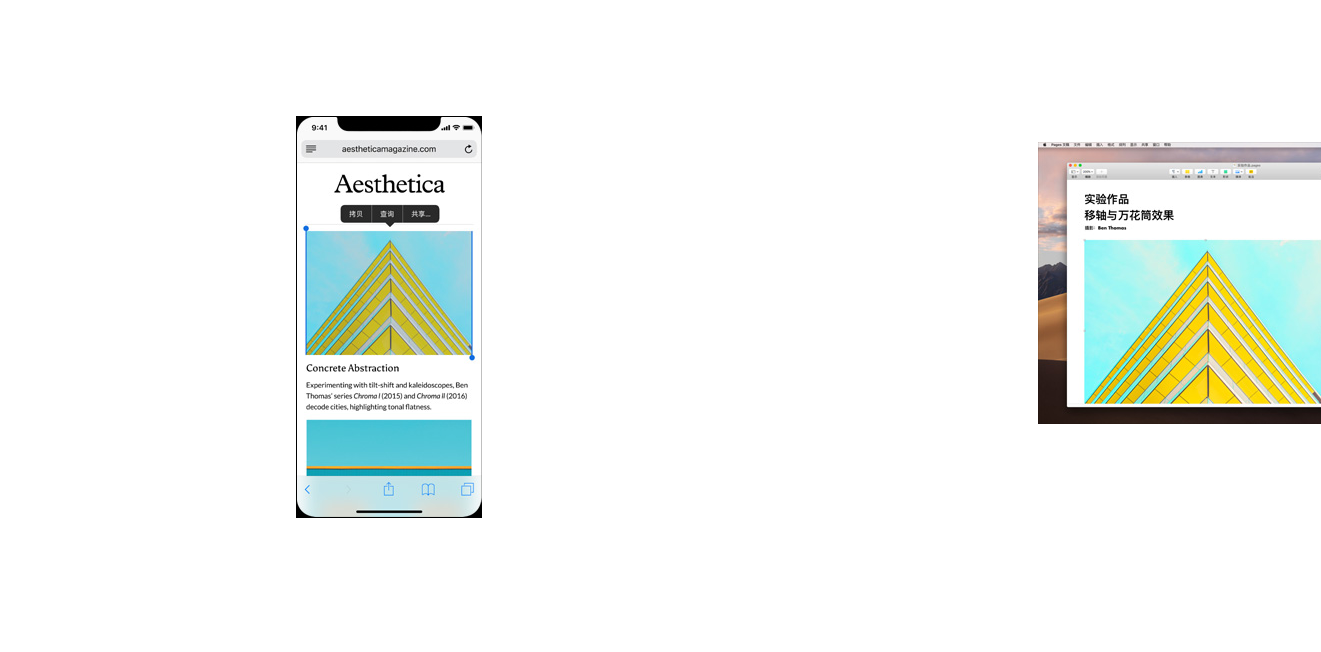 9:41
aestheticamagazine.com
Aesthetica
拷贝 查询 共享...
Concrete Abstraction
Experimenting with tilt-shift and kaleidoscopes, Ben
Thomas' series Chroma I (2015) and Chroma II (2016)
decode cities, highlighting tonal flatness.
Pages 文稿 文件 编辑 插入 格式 排列 显示 共享 窗口 帮助
实验作品.pages
实验作品
移轴与万花筒效果
摄影：Ben Thomas